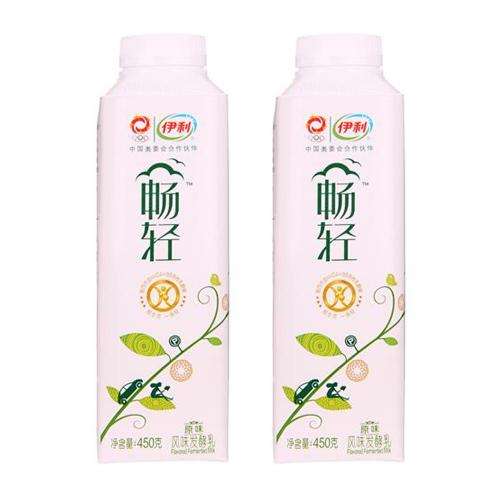 伊利
中国奥委会合作伙伴
畅轻
TM
原味
风味发酵乳
Flavored Fermented Milk
净含量:450克
伊利
中国奥委会合作伙伴
畅轻
TM
原味
风味发酵乳
Flavored Fermented Milk
净含量:450克